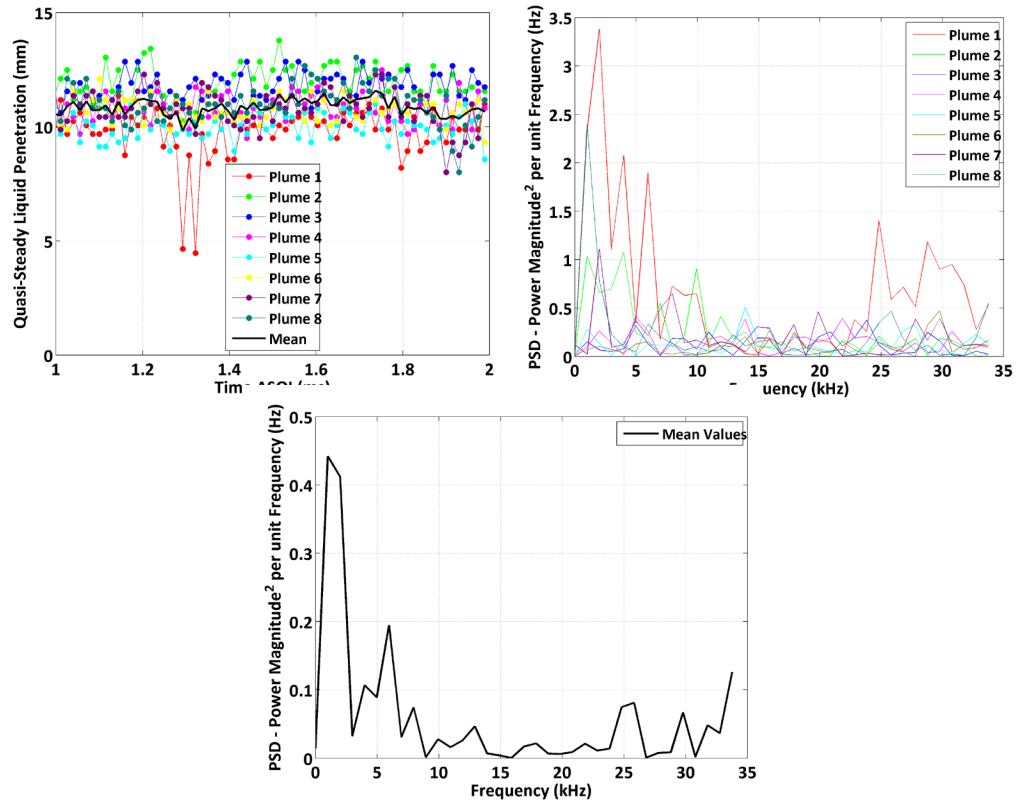 Quasi-Steady Liquid Penetration (mm)
15
10
5
0
1
1.2
1.4
1.6
1.8
2
Plume 1
Plume 2
Plume 3
Plume 4
Plume 5
Plume 6
Plume 7
Plume 8
Mean
PSD - Power Magnitude² per unit Frequency (Hz)
3.5
3
2.5
2
1.5
1
0.5
0
0
5
10
15
20
25
30
35
uency (kHz)
Plume 1
Plume 2
Plume 3
Plume 4
Plume 5
Plume 6
Plume 7
Plume 8
PSD - Power Magnitude² per unit Frequency (Hz)
0.5
0.4
0.3
0.2
0.1
0
0
5
10
15
20
25
30
35
Frequency (kHz)
Mean Values